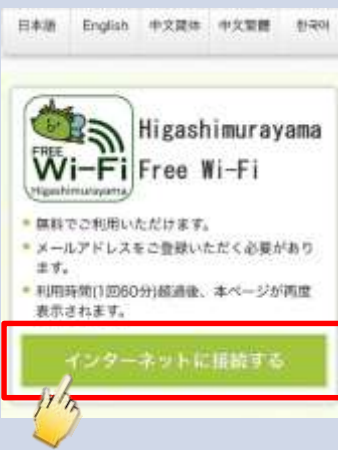 日本語 English 中文简体 中文繁體 한국어
FREE
Wi-Fi
Higashimurayama
Higashimurayama
Free Wi-Fi
無料でご利用いただけます。
メールアドレスをご登録いただく必要があり
ます。
利用時間(1回60分)超過後、本ページが再度
表示されます。
インターネットに接続する